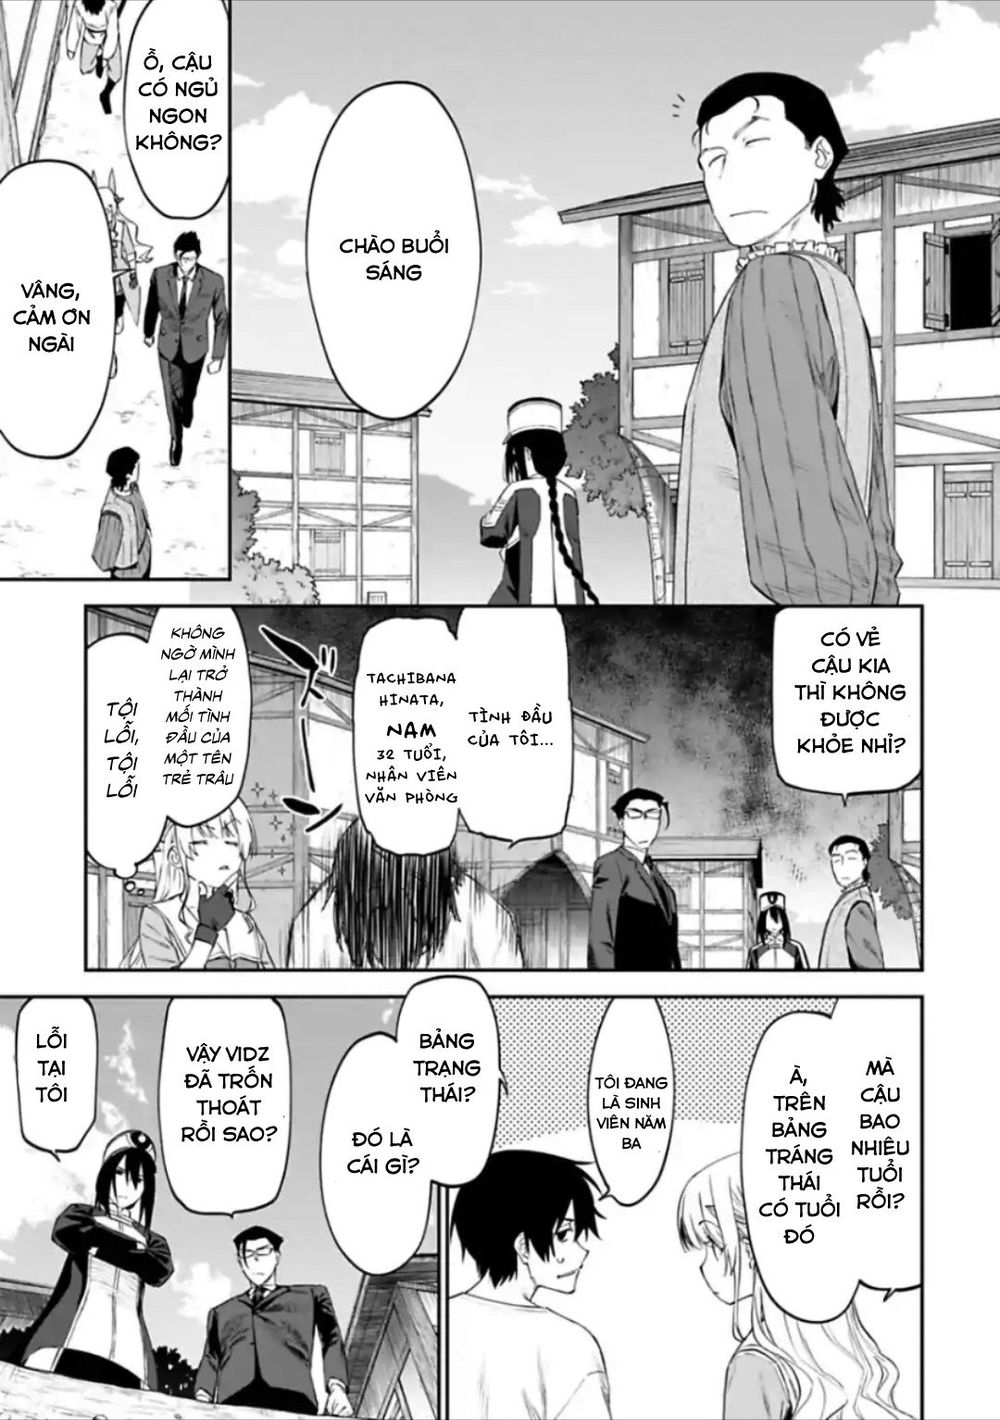 CHÀO BUỔI
SÁNG
Ồ, CẬU
CÓ NGỦ
NGON
KHÔNG?
VÂNG,
CẢM ƠN
NGÀI
CÓ VẺ
CẬU KIA
THÌ KHÔNG
ĐƯỢC
KHỎE NHỈ?
TÌNH ĐẦU
CỦA TÔI...
TACHIBANA
HINATA,
NAM
32 TUỔI,
NHÂN VIÊN
VĂN PHÒNG
KHÔNG
NGỜ MÌNH
LẠI TRỞ
THÀNH
MỐI TÌNH
ĐẦU CỦA
MỘT TÊN
TRẺ TRÂU
TỘI
LỖI,
TỘI
LỖI
MÀ
CẬU
BAO
NHIÊU
TUỔI
RỒI?
À,
TRÊN
BẢNG
TRÁNG
THÁI
CÓ TUỔI
ĐÓ
TÔI ĐANG
LÀ SINH
VIÊN NĂM
BA
BẢNG
TRẠNG
THÁI?
ĐÓ LÀ
CÁI GÌ?
VẬY VIDZ
ĐÃ TRỐN
THOÁT
RỒI SAO?
LỖI
TẠI
TÔI